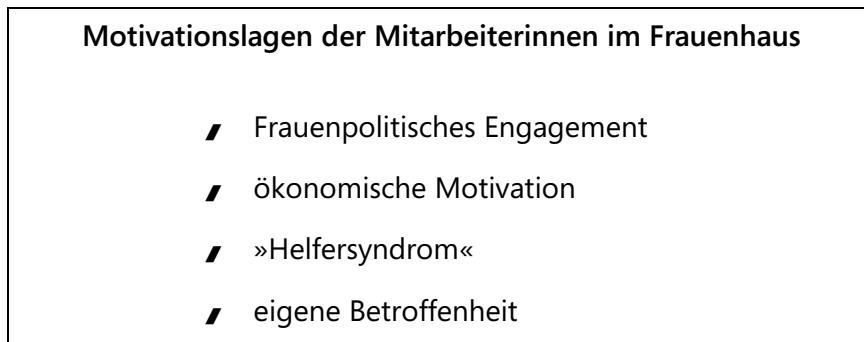 Motivationslagen der Mitarbeiterinnen im Frauenhaus
Frauenpolitisches Engagement
ökonomische Motivation
»Helfersyndrom«
eigene Betroffenheit